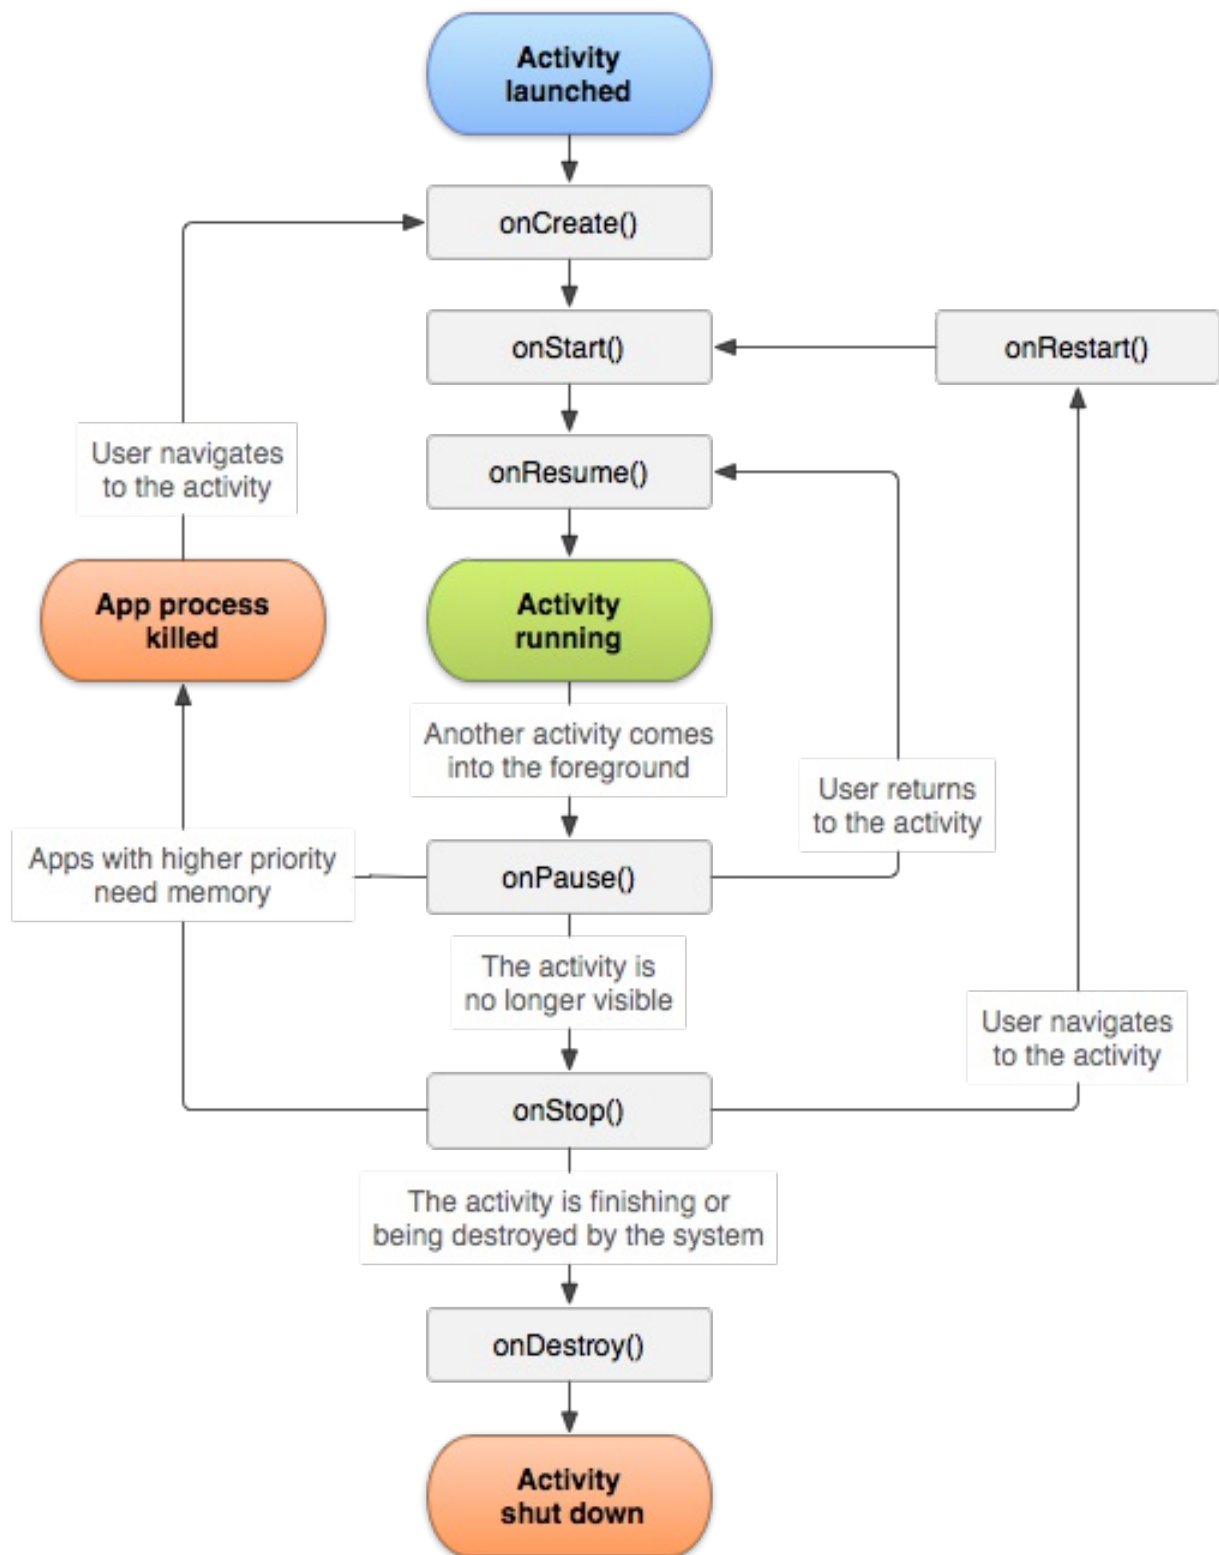 Activity
launched
onCreate()
onStart()
onRestart()
User navigates
to the activity
onResume()
App process
killed
Activity
running
Another activity comes
into the foreground
User returns
to the activity
Apps with higher priority
need memory
onPause()
The activity is
no longer visible
User navigates
to the activity
onStop()
The activity is finishing or
being destroyed by the system
onDestroy()
Activity
shut down